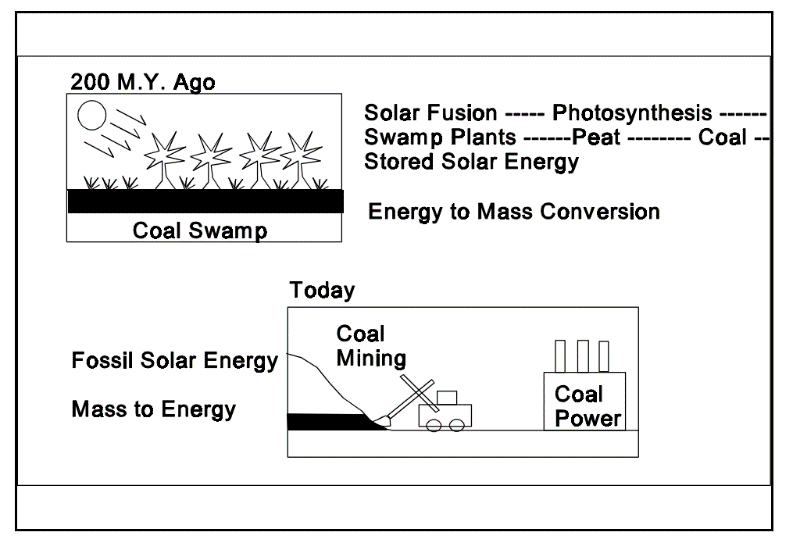 200 M.Y. Ago
Solar Fusion ----- Photosynthesis ------
Swamp Plants ------Peat -------- Coal --
Stored Solar Energy
Energy to Mass Conversion
Coal Swamp
Today
Fossil Solar Energy
Mass to Energy
Coal
Mining
Coal
Power